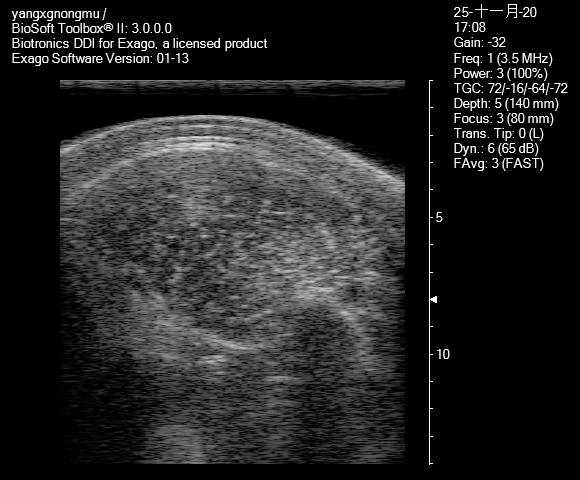 yangxgnongmu /
BioSoft Toolbox® II: 3.0.0.0
Biotronics DDI for Exago, a licensed product
Exago Software Version: 01-13
25-十一月-20
17:08
Gain: -32
Freq: 1 (3.5 MHz)
Power: 3 (100%)
TGC: 72/-16/-64/-72
Depth: 5 (140 mm)
Focus: 3 (80 mm)
Trans. Tip: 0 (L)
Dyn.: 6 (65 dB)
FAvg: 3 (FAST)
5
10